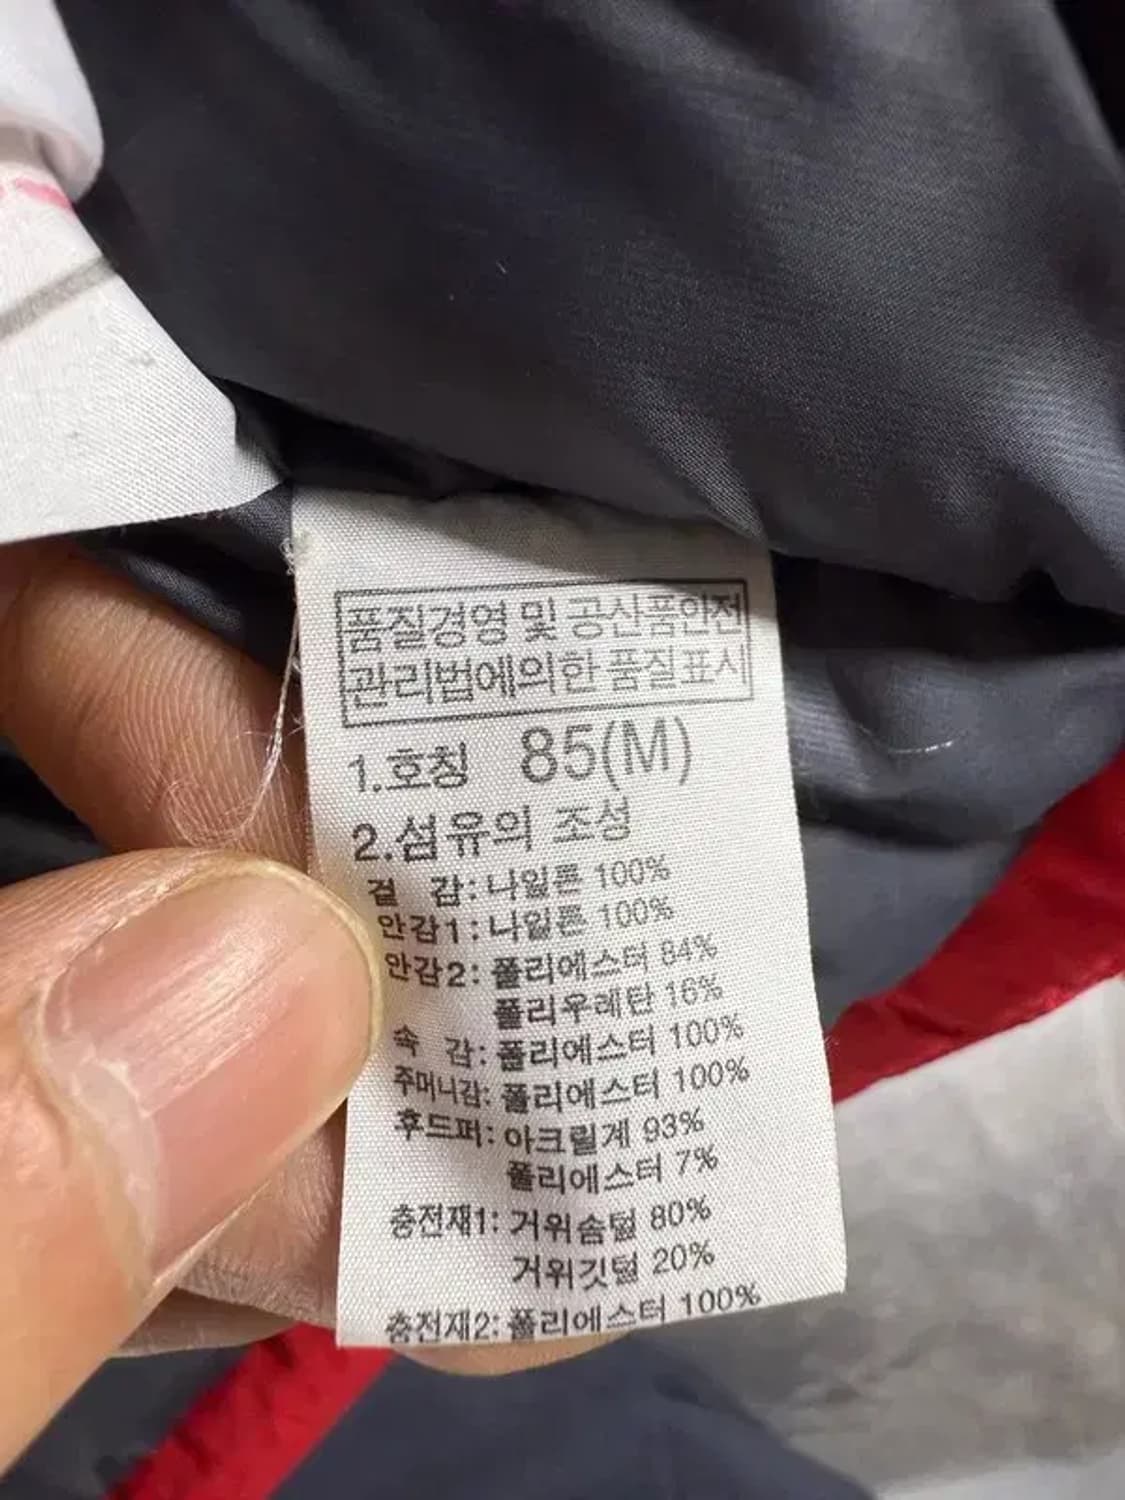 품질경영 및 공산품안전
관리법에의한 품질표시
1.호칭 85(M)
2.섬유의 조성
겉 감: 나일론 100%
안감1: 나일론 100%
안감2: 폴리에스터 84%
폴리우레탄 16%
속 감: 폴리에스터 100%
주머니감: 폴리에스터 100%
후드퍼: 아크릴계 93%
폴리에스터 7%
충전재1: 거위솜털 80%
거위깃털 20%
충전재2: 폴리에스터 100%